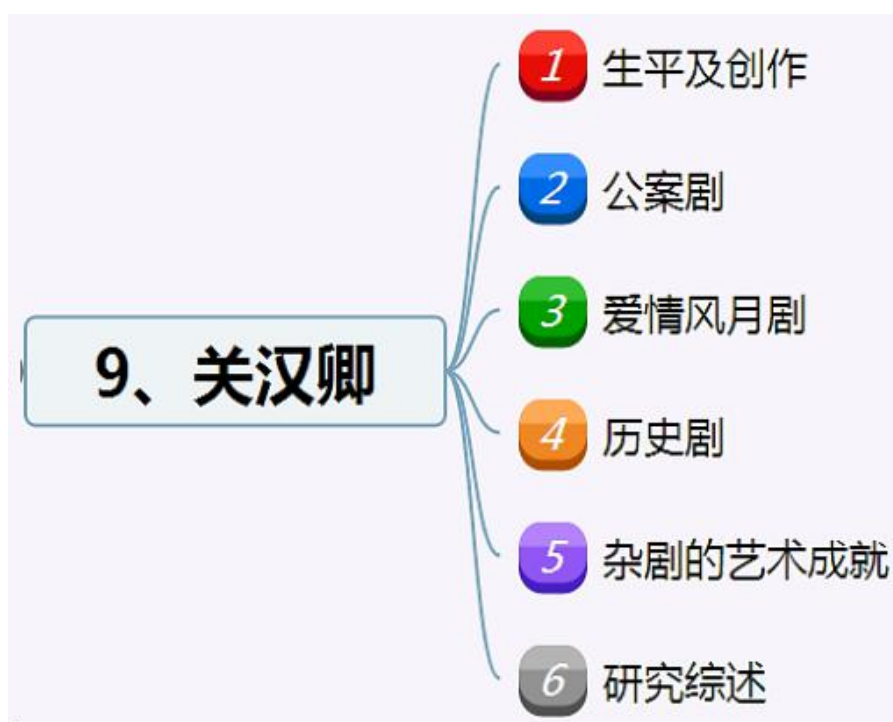 9、关汉卿
1 生平及创作
2 公案剧
3 爱情风月剧
4 历史剧
5 杂剧的艺术成就
6 研究综述